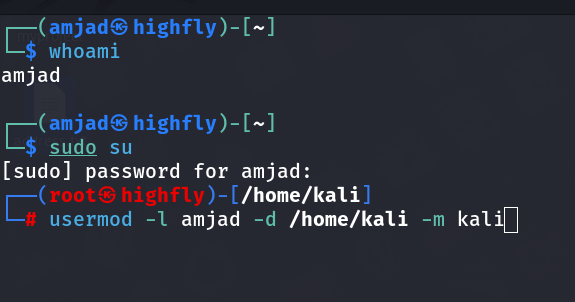 ┌──(amjad㉿highfly)-[~]
└─$ whoami
amjad
┌──(amjad㉿highfly)-[~]
└─$ sudo su
[sudo] password for amjad:
┌──(root㉿highfly)-[/home/kali]
└─# usermod -l amjad -d /home/kali -m kali